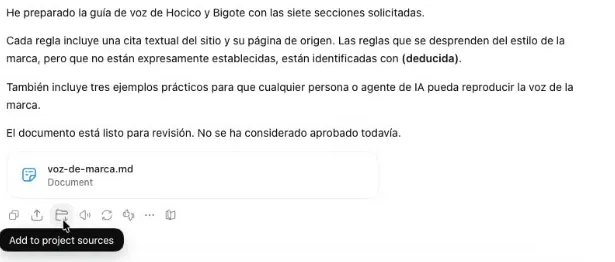 He preparado la guía de voz de Hocico y Bigote con las siete secciones solicitadas.
Cada regla incluye una cita textual del sitio y su página de origen. Las reglas que se desprenden del estilo de la
marca, pero que no están expresamente establecidas, están identificadas con (deducida).
También incluye tres ejemplos prácticos para que cualquier persona o agente de IA pueda reproducir la voz de la
marca.
El documento está listo para revisión. No se ha considerado aprobado todavía.
voz-de-marca.md
Document
Add to project sources